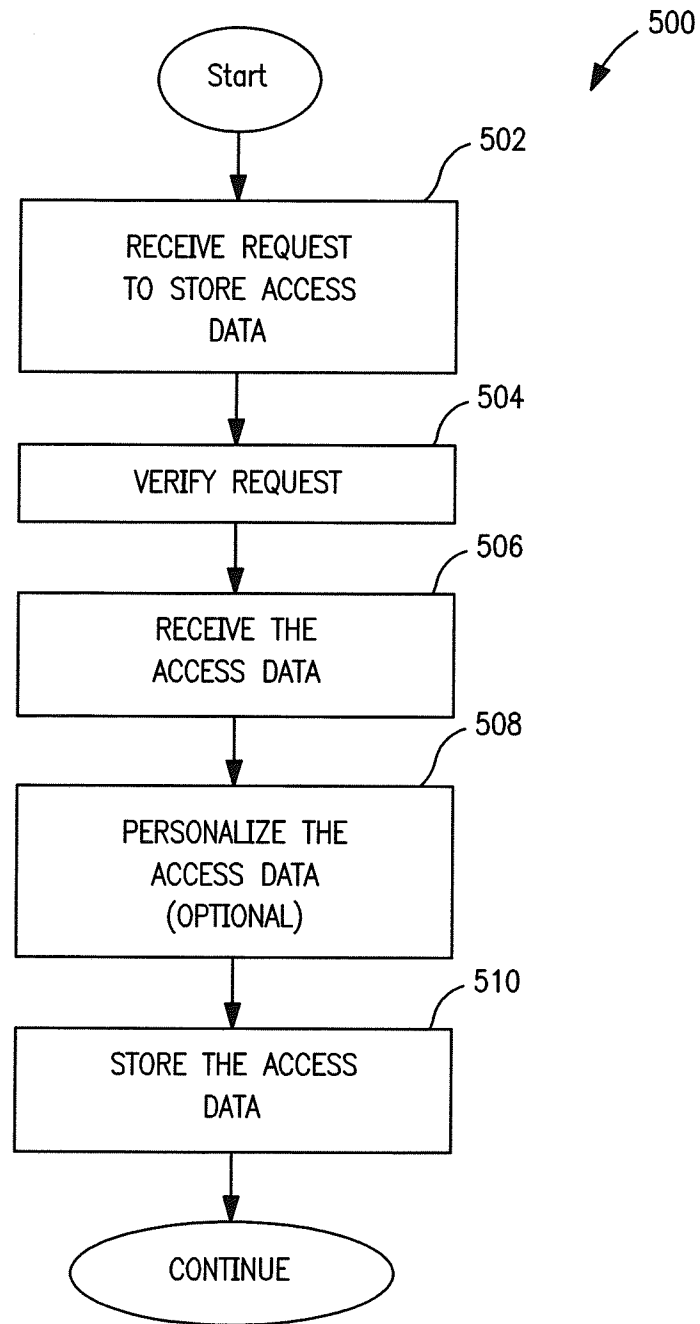 500
Start
502
RECEIVE REQUEST
TO STORE ACCESS
DATA
504
VERIFY REQUEST
506
RECEIVE THE
ACCESS DATA
508
PERSONALIZE THE
ACCESS DATA
(OPTIONAL)
510
STORE THE ACCESS
DATA
CONTINUE